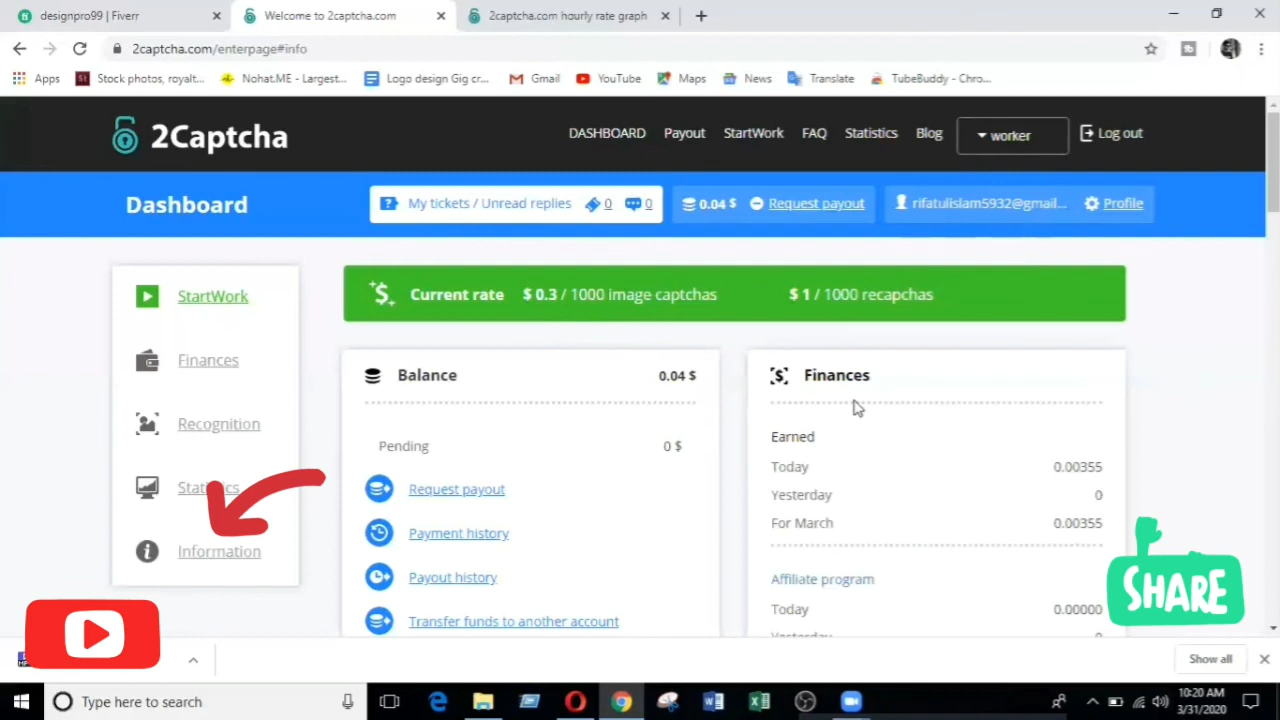 designpro99 | Fiverr
Welcome to 2captcha.com
2captcha.com hourly rate graph
2captcha.com/enterpage#info
Apps
Stock photos, royalt...
Nohat.ME - Largest...
Logo design Gig cr...
Gmail
YouTube
Maps
News
Translate
TubeBuddy - Chro...
2Captcha
DASHBOARD
Payout
StartWork
FAQ
Statistics
Blog
worker
Log out
Dashboard
My tickets / Unread replies
0
0
0.04 $
Request payout
rifatulislam5932@gmail...
Profile
StartWork
Finances
Recognition
Information
Current rate $ 0.3 / 1000 image captchas $ 1 / 1000 recapchas
Balance 0.04 $
Pending 0 $
Request payout
Payment history
Payout history
Transfer funds to another account
Finances
Earned
Today 0.00355
Yesterday 0
For March 0.00355
Affiliate program
Today 0.00000
SHARE
Show all
Type here to search
10:20 AM
3/31/2020